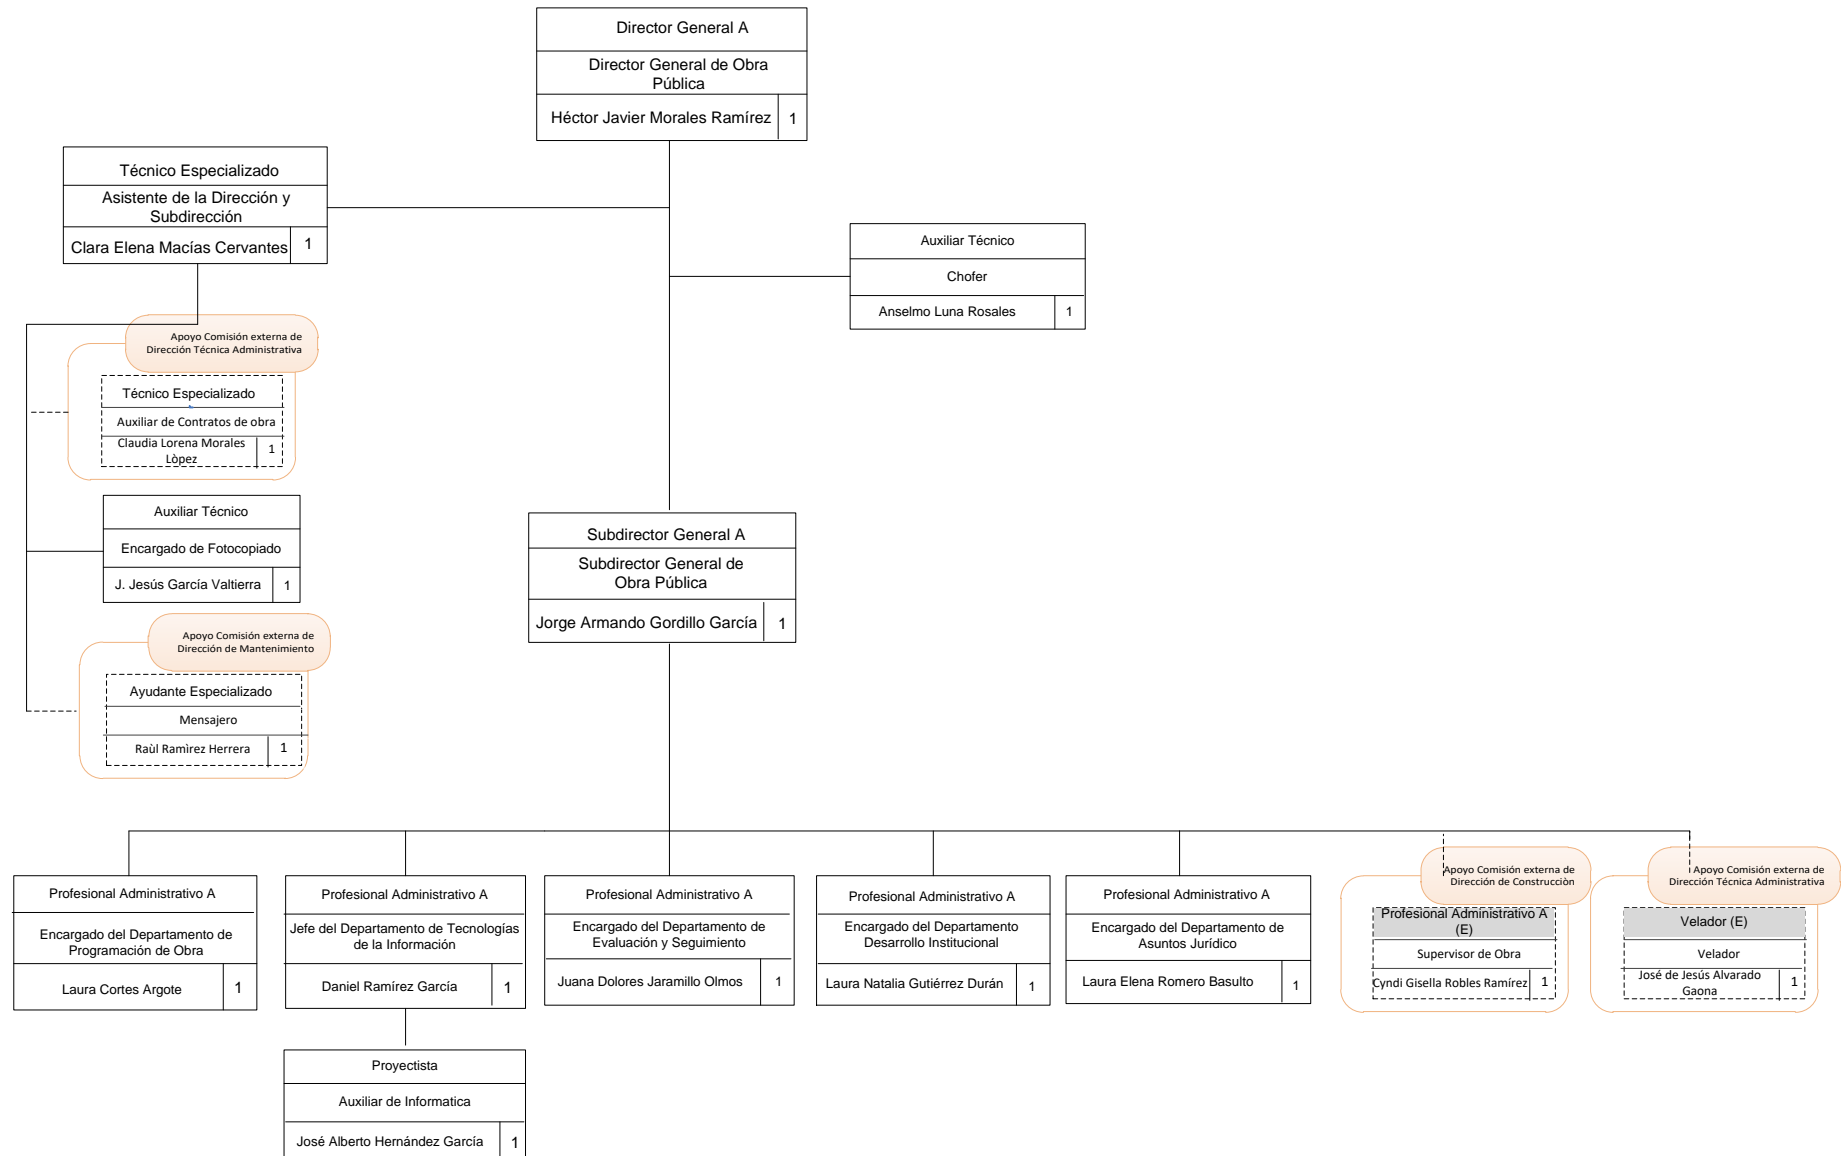 Director General A
Director General de Obra
Pública
Héctor Javier Morales Ramírez 1
Técnico Especializado
Asistente de la Dirección y
Subdirección
Clara Elena Macías Cervantes 1
Auxiliar Técnico
Chofer
Anselmo Luna Rosales 1
Apoyo Comisión externa de
Dirección Técnica Administrativa
Técnico Especializado
Auxiliar de Contratos de obra
Claudia Lorena Morales
Lòpez 1
Auxiliar Técnico
Encargado de Fotocopiado
J. Jesús García Valtierra 1
Subdirector General A
Subdirector General de
Obra Pública
Jorge Armando Gordillo García 1
Apoyo Comisión externa de
Dirección de Mantenimiento
Ayudante Especializado
Mensajero
Raùl Ramìrez Herrera 1
Profesional Administrativo A
Encargado del Departamento de
Programación de Obra
Laura Cortes Argote 1
Profesional Administrativo A
Jefe del Departamento de Tecnologías
de la Información
Daniel Ramírez García 1
Profesional Administrativo A
Encargado del Departamento de
Evaluación y Seguimiento
Juana Dolores Jaramillo Olmos 1
Profesional Administrativo A
Encargado del Departamento
Desarrollo Institucional
Laura Natalia Gutiérrez Durán 1
Profesional Administrativo A
Encargado del Departamento de
Asuntos Jurídico
Laura Elena Romero Basulto 1
Apoyo Comisión externa de
Dirección de Construcciòn
Profesional Administrativo A
(E)
Supervisor de Obra
Cyndi Gisella Robles Ramírez 1
Apoyo Comisión externa de
Dirección Técnica Administrativa
Velador (E)
Velador
José de Jesús Alvarado
Gaona 1
Proyectista
Auxiliar de Informatica
José Alberto Hernández García 1